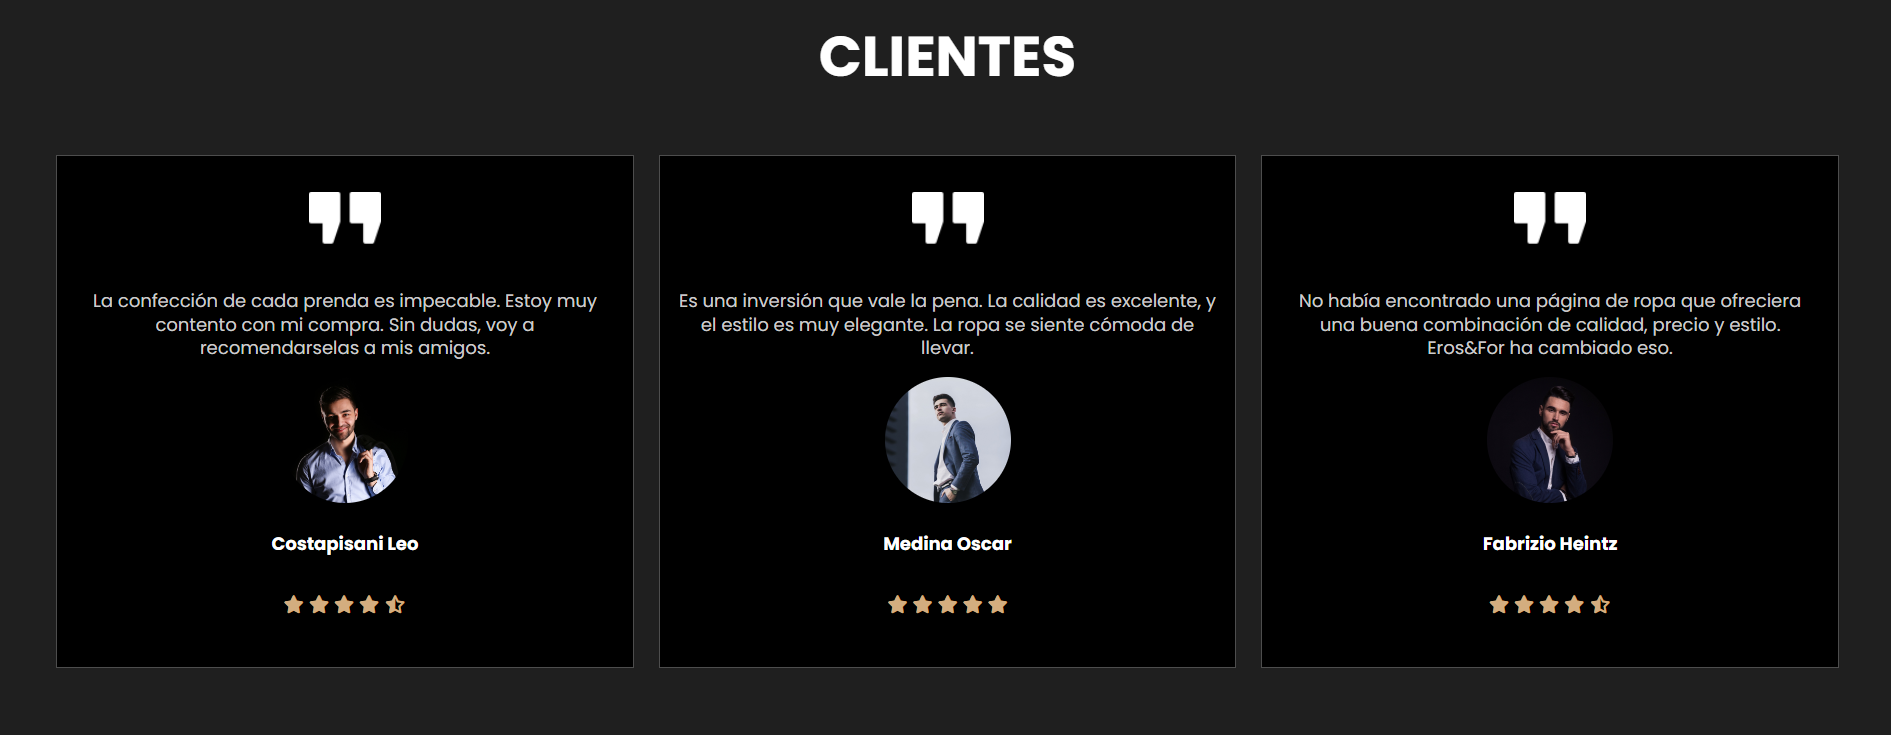 CLIENTES
La confección de cada prenda es impecable. Estoy muy
contento con mi compra. Sin dudas, voy a
recomendarselas a mis amigos.
Costapisani Leo
Es una inversión que vale la pena. La calidad es excelente, y
el estilo es muy elegante. La ropa se siente cómoda de
llevar.
Medina Oscar
No había encontrado una página de ropa que ofreciera
una buena combinación de calidad, precio y estilo.
Eros&For ha cambiado eso.
Fabrizio Heintz